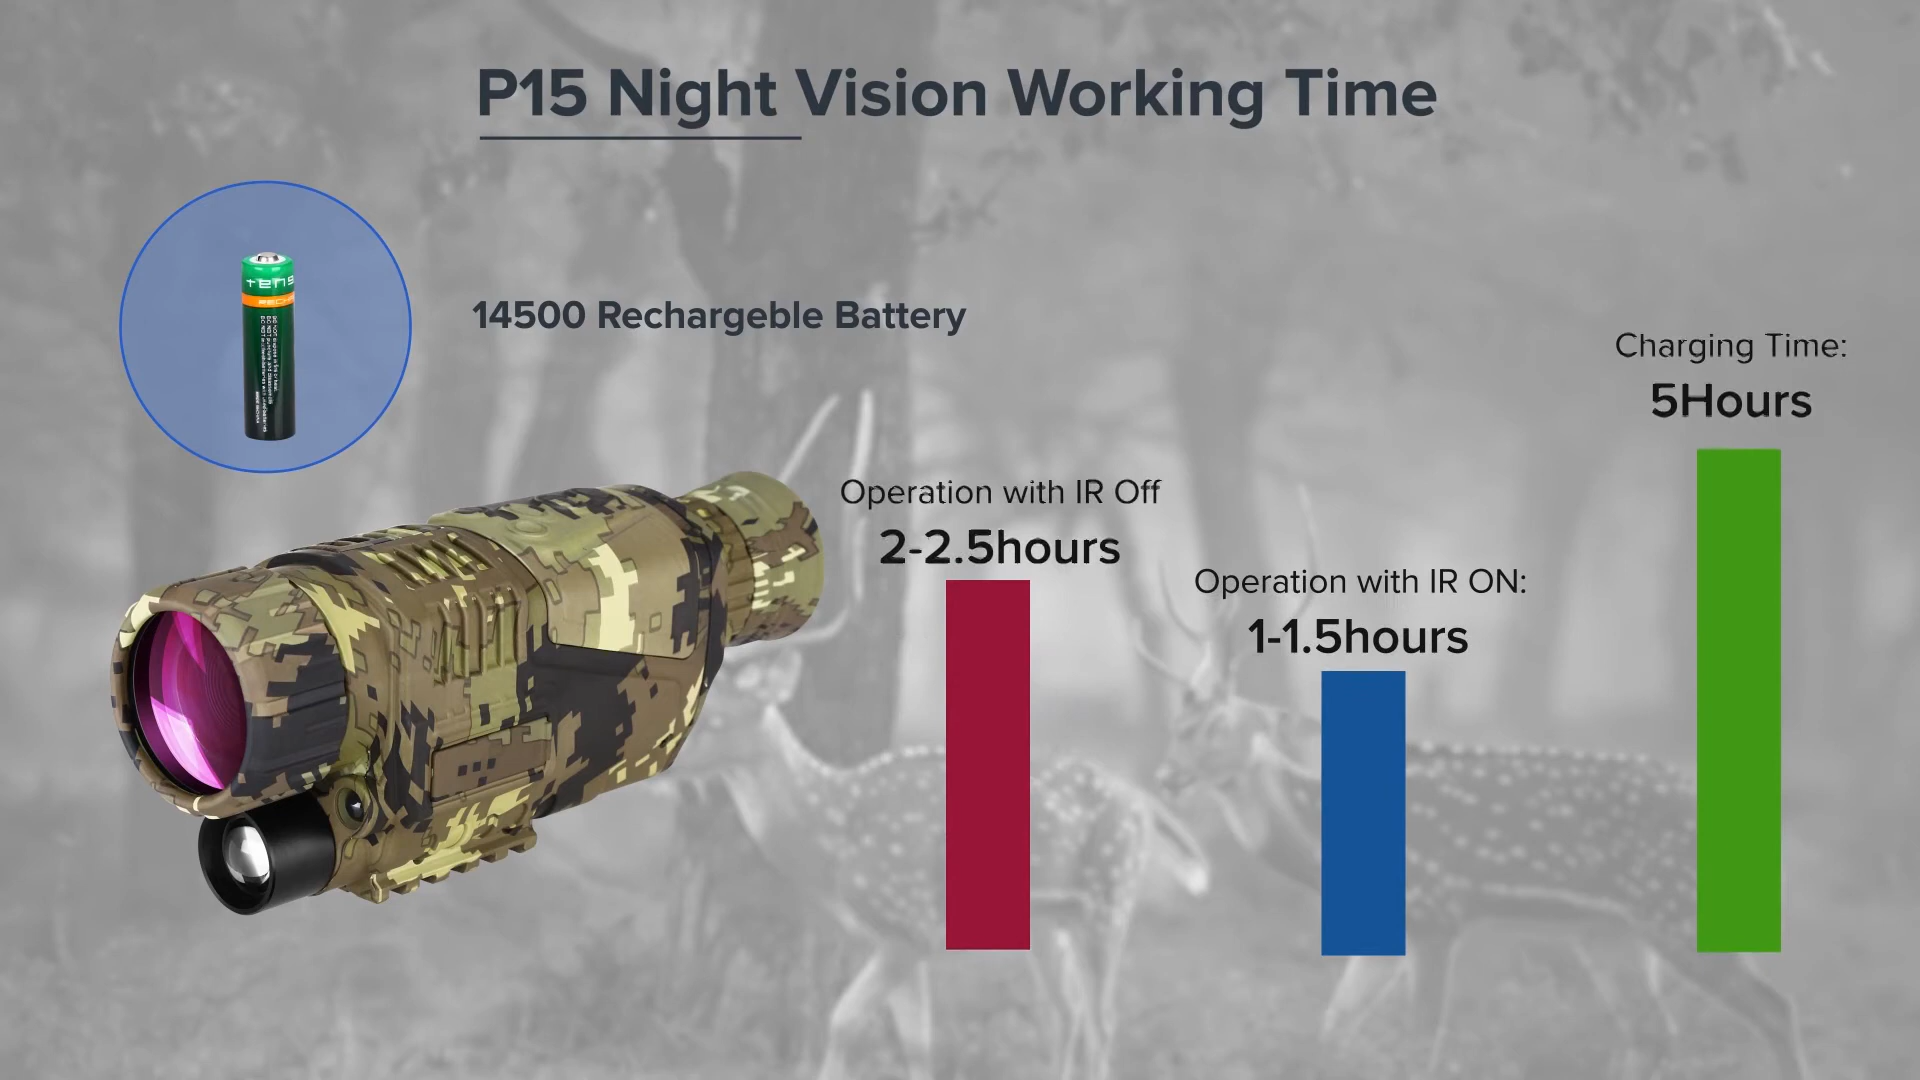 P15 Night Vision Working Time
14500 Rechargeble Battery
Charging Time:
5Hours
Operation with IR Off
2-2.5hours
Operation with IR ON:
1-1.5hours